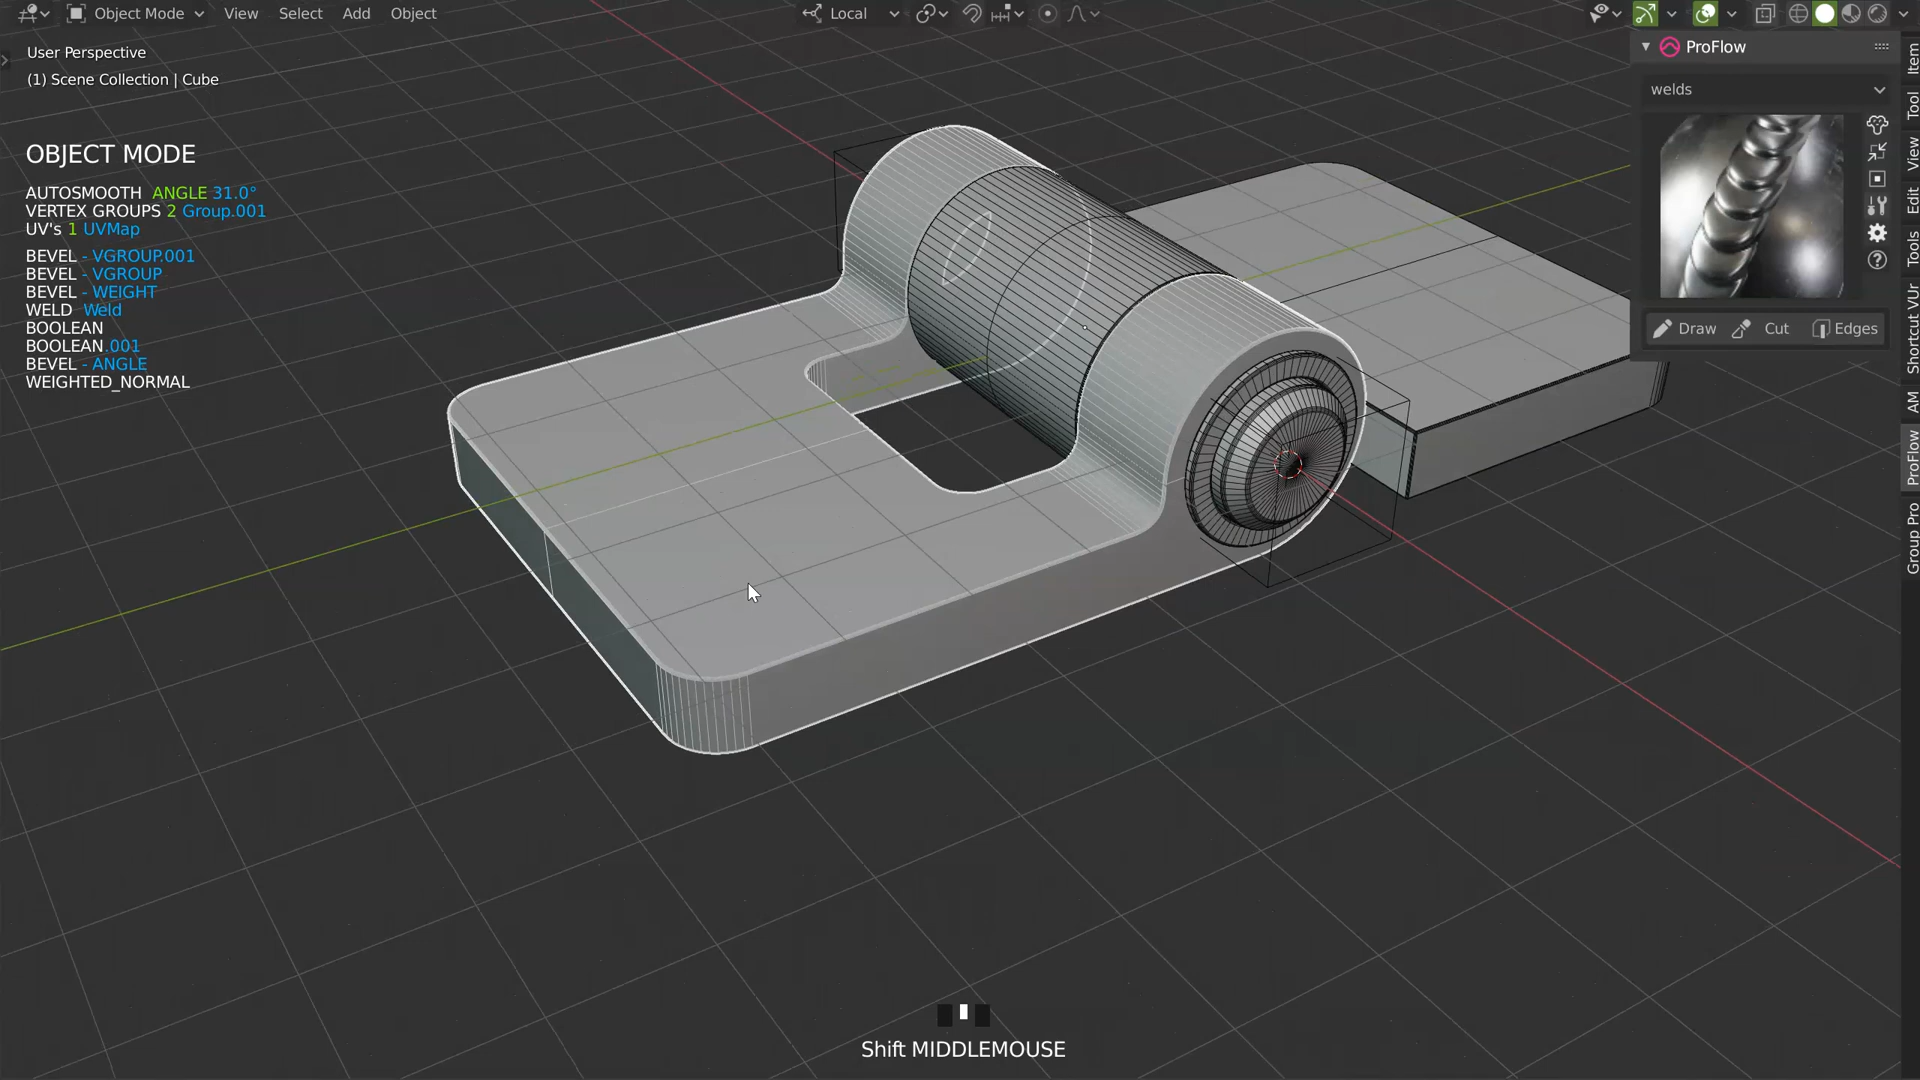 Object Mode View Select Add Object Local
User Perspective
(1) Scene Collection | Cube
OBJECT MODE
AUTOSMOOTH ANGLE 31.0°
VERTEX GROUPS 2 Group.001
UV's 1 UVMap
BEVEL - VGROUP.001
BEVEL - VGROUP
BEVEL - WEIGHT
WELD Weld
BOOLEAN
BOOLEAN.001
BEVEL - ANGLE
WEIGHTED_NORMAL
ProFlow
welds
Draw Cut Edges
Item
Tool
View
Edit
Tools
Shortcut VUr
AM
ProFlow
Group Pro
Shift MIDDLEMOUSE